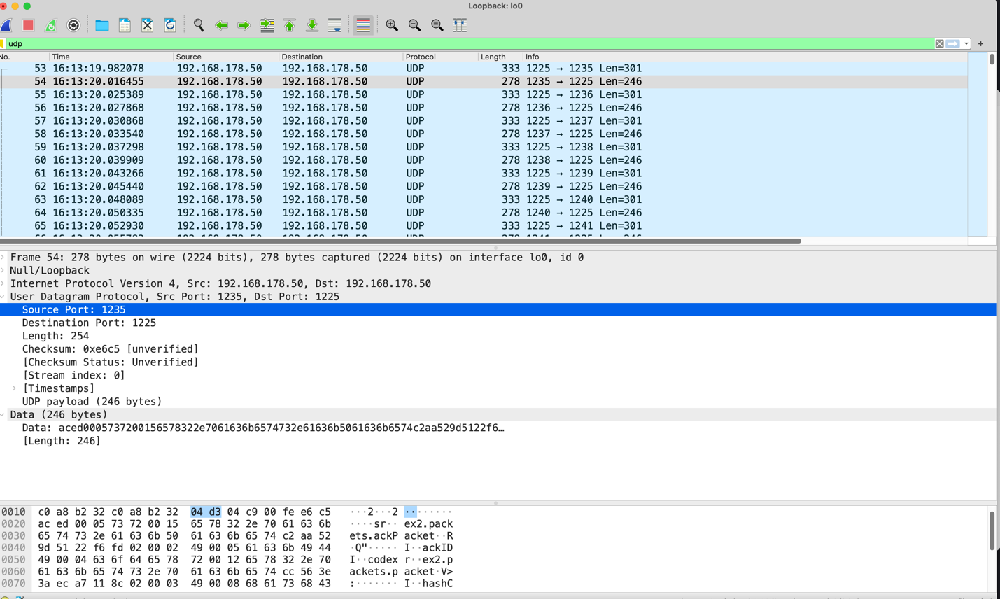 Loopback: lo0
udp
No. Time Source Destination Protocol Length Info
53 16:13:19.982078 192.168.178.50 192.168.178.50 UDP 333 1225 → 1235 Len=301
54 16:13:20.016455 192.168.178.50 192.168.178.50 UDP 278 1235 → 1225 Len=246
55 16:13:20.025389 192.168.178.50 192.168.178.50 UDP 333 1225 → 1236 Len=301
56 16:13:20.027868 192.168.178.50 192.168.178.50 UDP 278 1236 → 1225 Len=246
57 16:13:20.030868 192.168.178.50 192.168.178.50 UDP 333 1225 → 1237 Len=301
58 16:13:20.033540 192.168.178.50 192.168.178.50 UDP 278 1237 → 1225 Len=246
59 16:13:20.037298 192.168.178.50 192.168.178.50 UDP 333 1225 → 1238 Len=301
60 16:13:20.039909 192.168.178.50 192.168.178.50 UDP 278 1238 → 1225 Len=246
61 16:13:20.043266 192.168.178.50 192.168.178.50 UDP 333 1225 → 1239 Len=301
62 16:13:20.045440 192.168.178.50 192.168.178.50 UDP 278 1239 → 1225 Len=246
63 16:13:20.048089 192.168.178.50 192.168.178.50 UDP 333 1225 → 1240 Len=301
64 16:13:20.050335 192.168.178.50 192.168.178.50 UDP 278 1240 → 1225 Len=246
65 16:13:20.052930 192.168.178.50 192.168.178.50 UDP 333 1225 → 1241 Len=301
Frame 54: 278 bytes on wire (2224 bits), 278 bytes captured (2224 bits) on interface lo0, id 0
Null/Loopback
Internet Protocol Version 4, Src: 192.168.178.50, Dst: 192.168.178.50
User Datagram Protocol, Src Port: 1235, Dst Port: 1225
Source Port: 1235
Destination Port: 1225
Length: 254
Checksum: 0xe6c5 [unverified]
[Checksum Status: Unverified]
[Stream index: 0]
[Timestamps]
UDP payload (246 bytes)
Data (246 bytes)
Data: aced0005737200156578322e7061636b6574732e61636b5061636b6574c2aa529d5122f6…
[Length: 246]
0010 c0 a8 b2 32 c0 a8 b2 32 04 d3 04 c9 00 fe e6 c5 ···2···2 ········
0020 ac ed 00 05 73 72 00 15 65 78 32 2e 70 61 63 6b ····sr·· ex2.pack
0030 65 74 73 2e 61 63 6b 50 61 63 6b 65 74 c2 aa 52 ets.ackP acket··R
0040 9d 51 22 f6 fd 02 00 02 49 00 05 61 63 6b 49 44 ·Q"····· I··ackID
0050 49 00 04 63 6f 64 65 78 72 00 12 65 78 32 2e 70 I··codex r··ex2.p
0060 61 63 6b 65 74 73 2e 70 61 63 6b 65 74 cc 56 3e ackets.p acket·V>
0070 3a ec a7 11 8c 02 00 03 49 00 08 68 61 73 68 43 :······· I··hashC